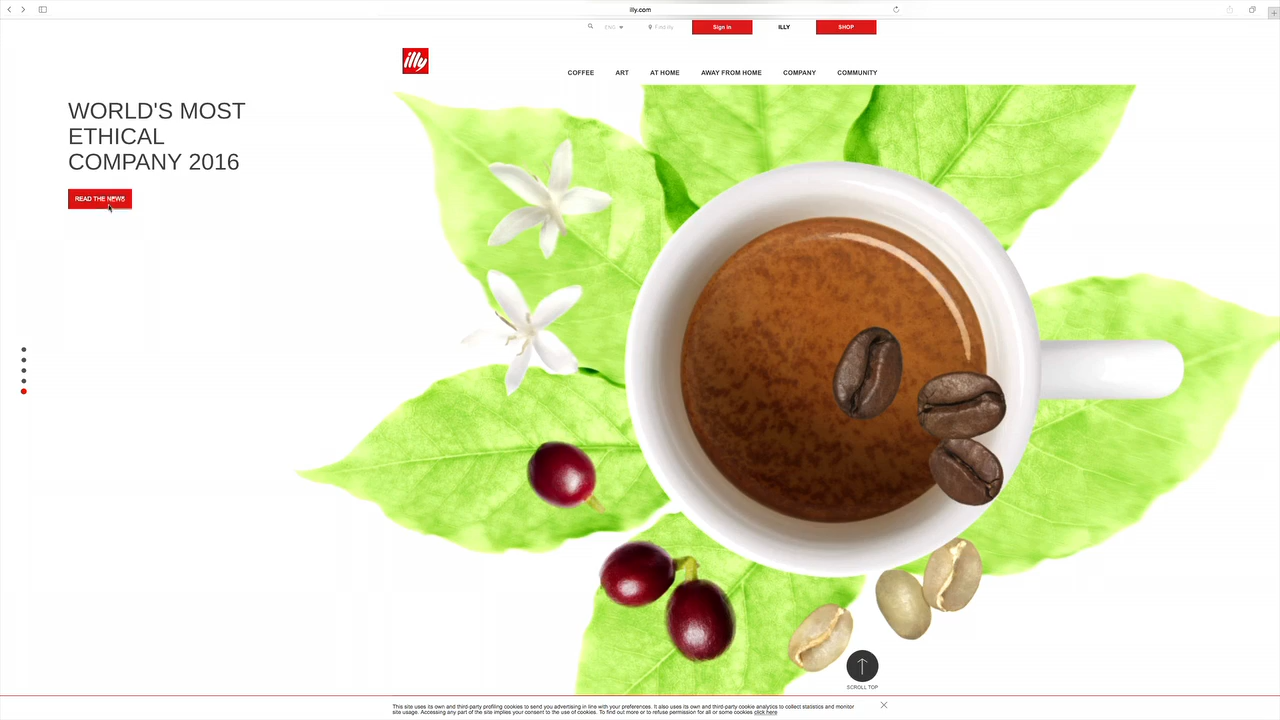 illy.com
ENG
Find illy
Sign in
ILLY
SHOP
illy
COFFEE
ART
AT HOME
AWAY FROM HOME
COMPANY
COMMUNITY
WORLD'S MOST
ETHICAL
COMPANY 2016
READ THE NEWS
SCROLL TOP
This site uses its own and third-party profiling cookies to send you advertising in line with your preferences. It also uses its own and third-party cookie analytics to collect statistics and monitor
site usage. Accessing any part of the site implies your consent to the use of cookies. To find out more or to refuse permission for all or some cookies click here